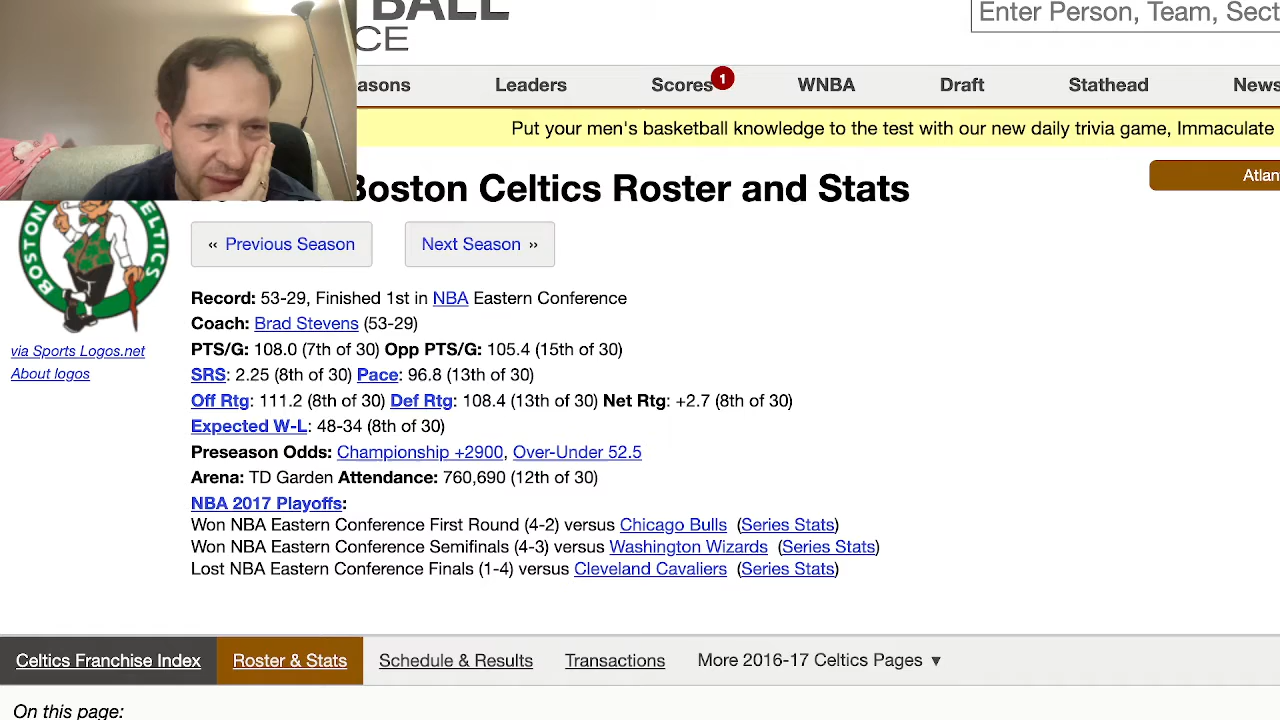 BALL
CE
Enter Person, Team, Sect
asons Leaders Scores 1 WNBA Draft Stathead News
Put your men's basketball knowledge to the test with our new daily trivia game, Immaculate
Atlan
Boston Celtics Roster and Stats
BOSTON CELTICS
« Previous Season Next Season »
Record: 53-29, Finished 1st in NBA Eastern Conference
Coach: Brad Stevens (53-29)
via Sports Logos.net
About logos
PTS/G: 108.0 (7th of 30) Opp PTS/G: 105.4 (15th of 30)
SRS: 2.25 (8th of 30) Pace: 96.8 (13th of 30)
Off Rtg: 111.2 (8th of 30) Def Rtg: 108.4 (13th of 30) Net Rtg: +2.7 (8th of 30)
Expected W-L: 48-34 (8th of 30)
Preseason Odds: Championship +2900, Over-Under 52.5
Arena: TD Garden Attendance: 760,690 (12th of 30)
NBA 2017 Playoffs:
Won NBA Eastern Conference First Round (4-2) versus Chicago Bulls (Series Stats)
Won NBA Eastern Conference Semifinals (4-3) versus Washington Wizards (Series Stats)
Lost NBA Eastern Conference Finals (1-4) versus Cleveland Cavaliers (Series Stats)
Celtics Franchise Index Roster & Stats Schedule & Results Transactions More 2016-17 Celtics Pages ▼
On this page: